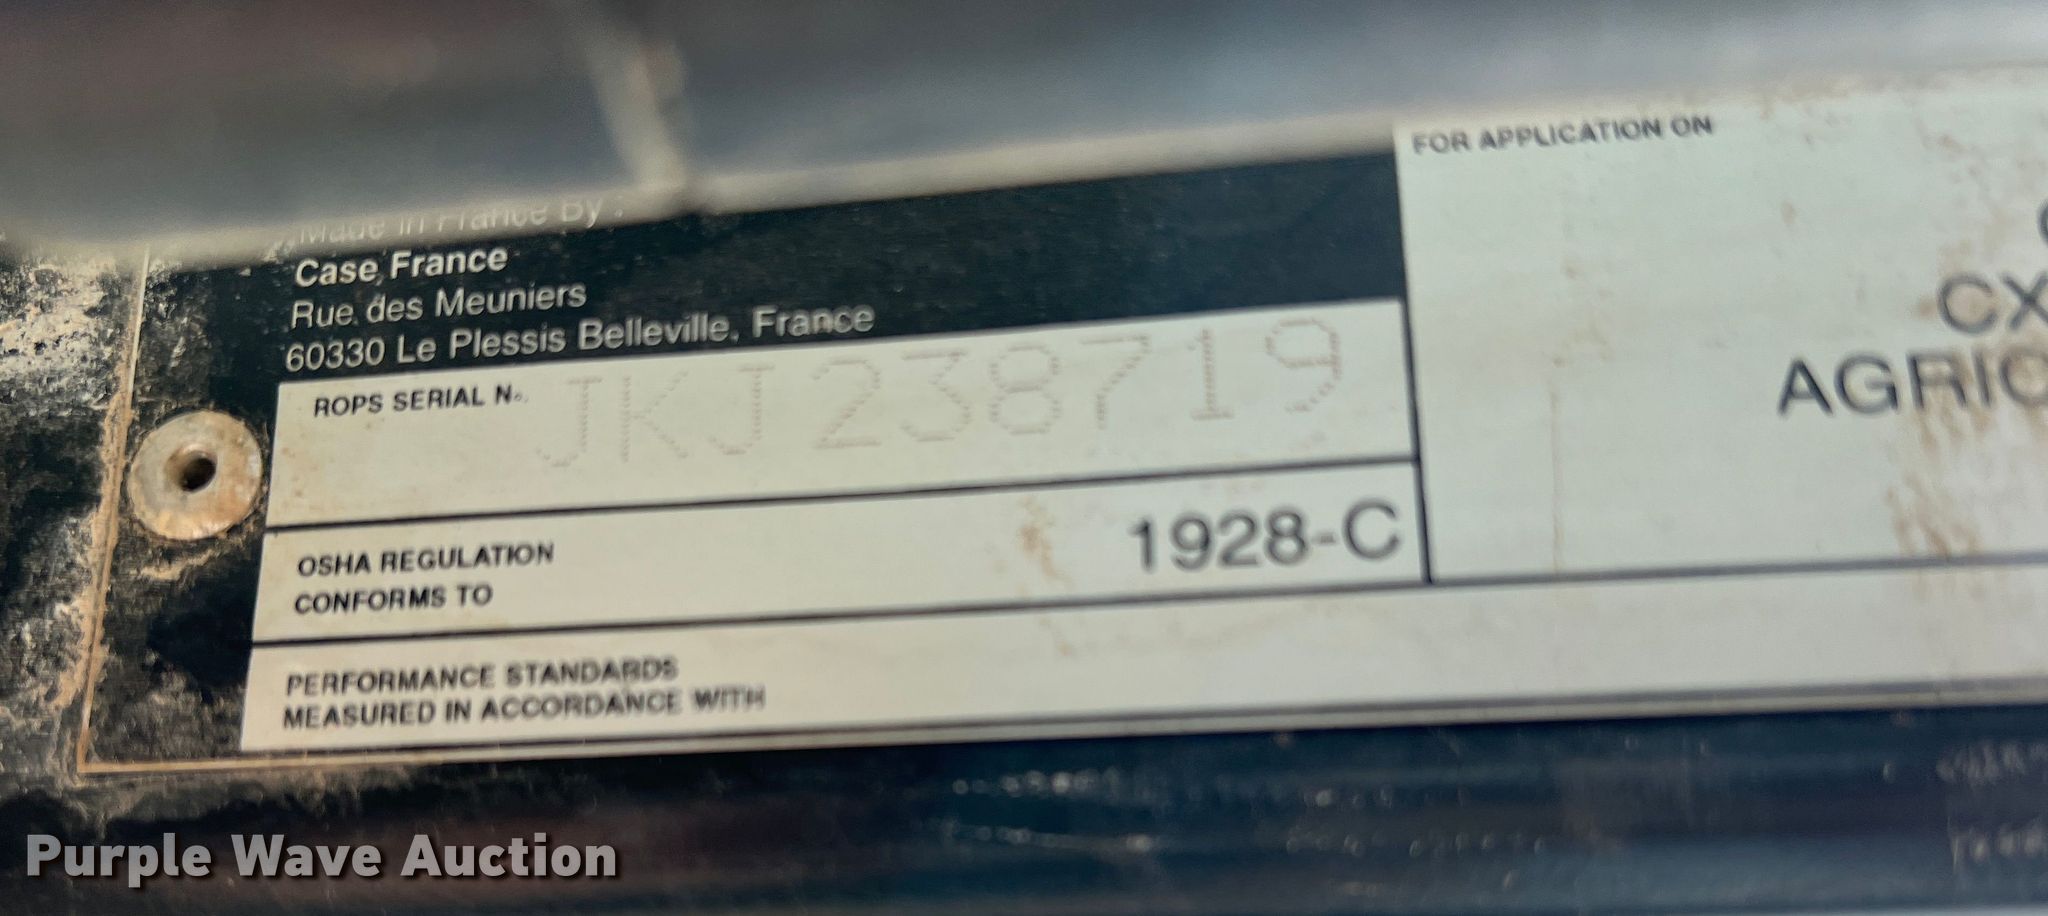 Made in France By :
Case France
Rue des Meuniers
60330 Le Plessis Belleville, France
ROPS SERIAL No. JKJ238719
OSHA REGULATION
CONFORMS TO
1928-C
PERFORMANCE STANDARDS
MEASURED IN ACCORDANCE WITH
FOR APPLICATION ON
CX
AGRIC
Purple Wave Auction